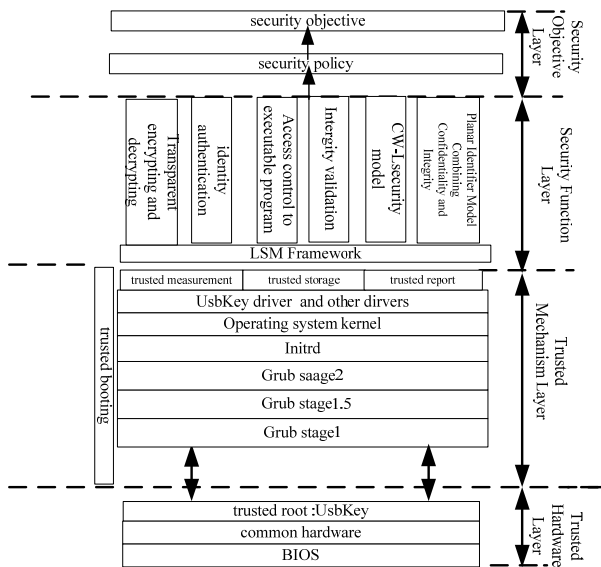 security objective
security policy
Security
Objective
Layer
Transparent
encrypting and
decrypting
identity
authentication
Access control to
executable program
Intergity validation
CW-Lsecurity
model
Planar Identifier Model
Combining
Confidentiality and
Integrity
LSM Framework
Security Function
Layer
trusted booting
trusted measurement
trusted storage
trusted report
UsbKey driver and other dirvers
Operating system kernel
Initrd
Grub saage2
Grub stage1.5
Grub stage1
Trusted
Mechanism Layer
trusted root :UsbKey
common hardware
BIOS
Trusted
Hardware
Layer